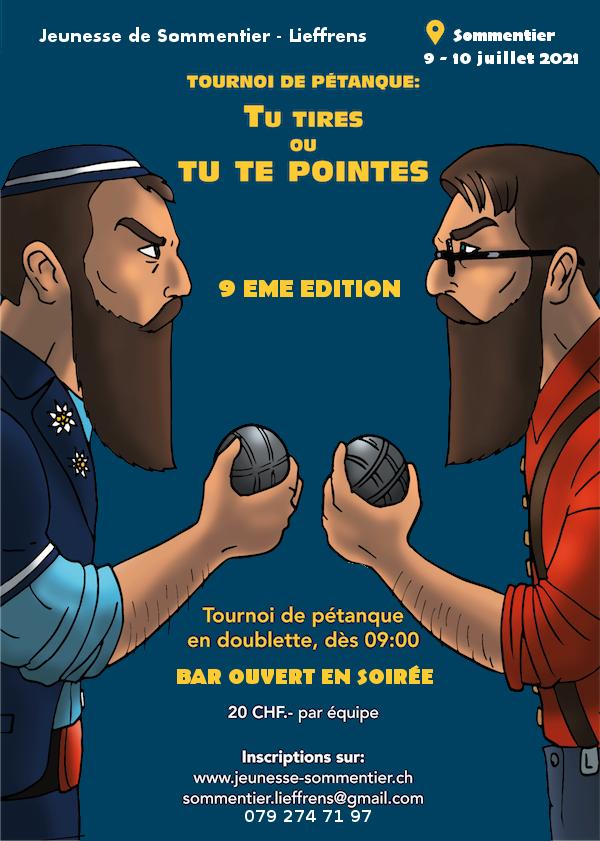 Jeunesse de Sommentier - Lieffrens
Sommentier
9 - 10 juillet 2021
TOURNOI DE PÉTANQUE:
TU TIRES
OU
TU TE POINTES
9 EME EDITION
Tournoi de pétanque
en doublette, dès 09:00
BAR OUVERT EN SOIRÉE
20 CHF.- par équipe
Inscriptions sur:
www.jeunesse-sommentier.ch
sommentier.lieffrens@gmail.com
079 274 71 97
L